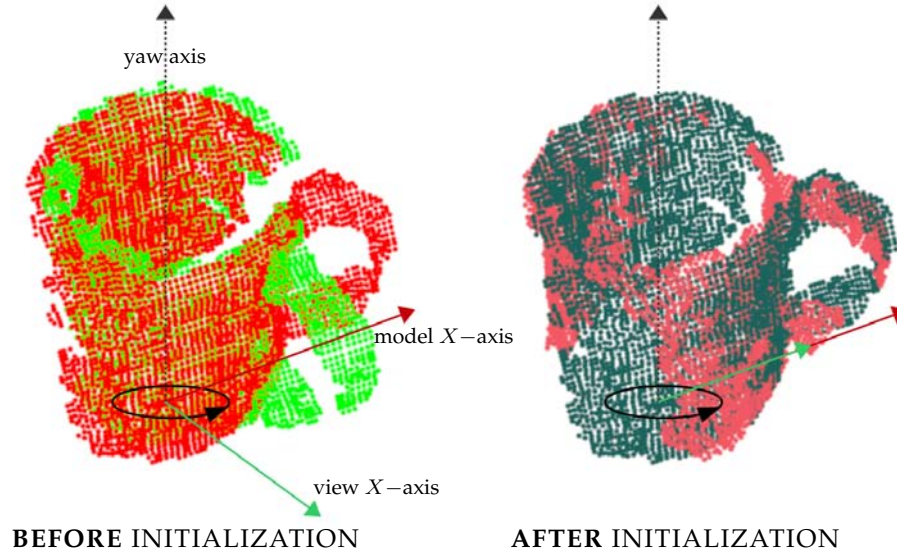 yaw axis
model X−axis
view X−axis
BEFORE INITIALIZATION
AFTER INITIALIZATION